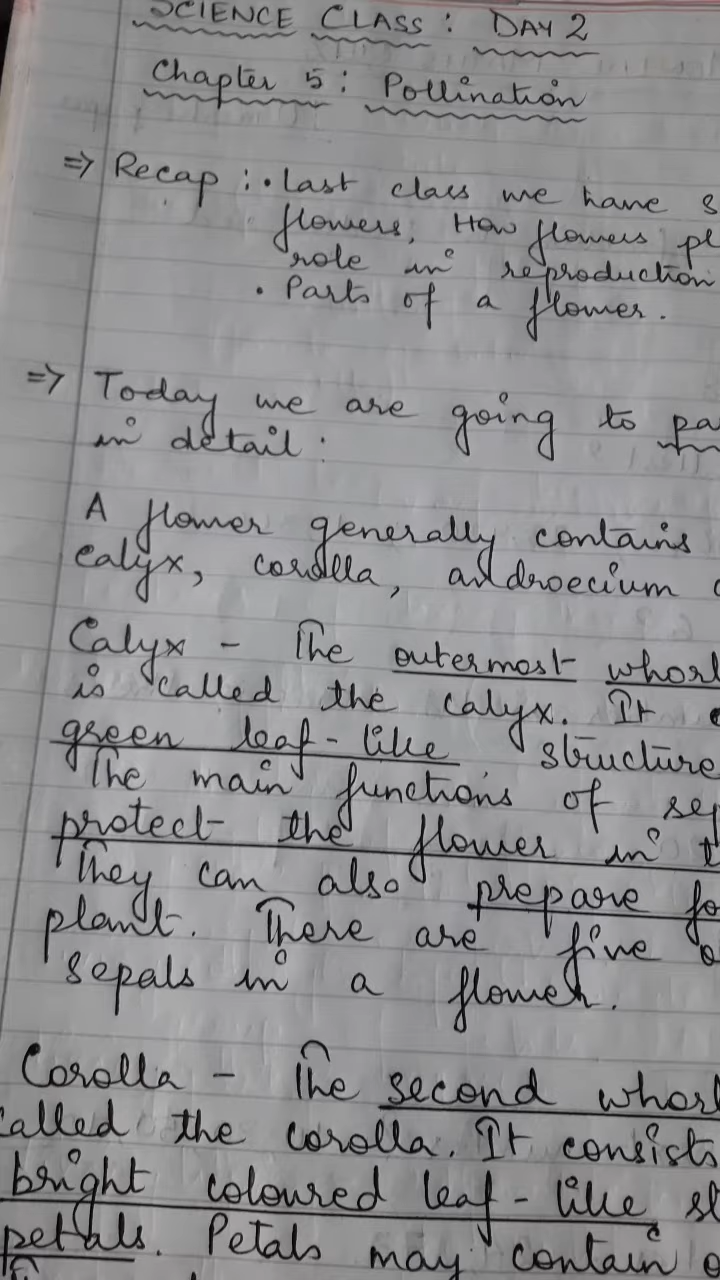 SCIENCE CLASS : DAY 2
Chapter 5 : Pollination
=> Recap : • Last class we have
flowers, How flowers
role in reproduction
• Parts of a flower.
=> Today we are going to
in detail :
A flower generally contains
calyx, corolla, androecium
Calyx - The outermost whorl
is called the calyx. It
green leaf-like structure
The main functions of
protect the flower in
They can also prepare
plant. There are five
sepals in a flower.
Corolla - The second whorl
called the corolla. It consists
bright coloured leaf-like
petals. Petals may contain